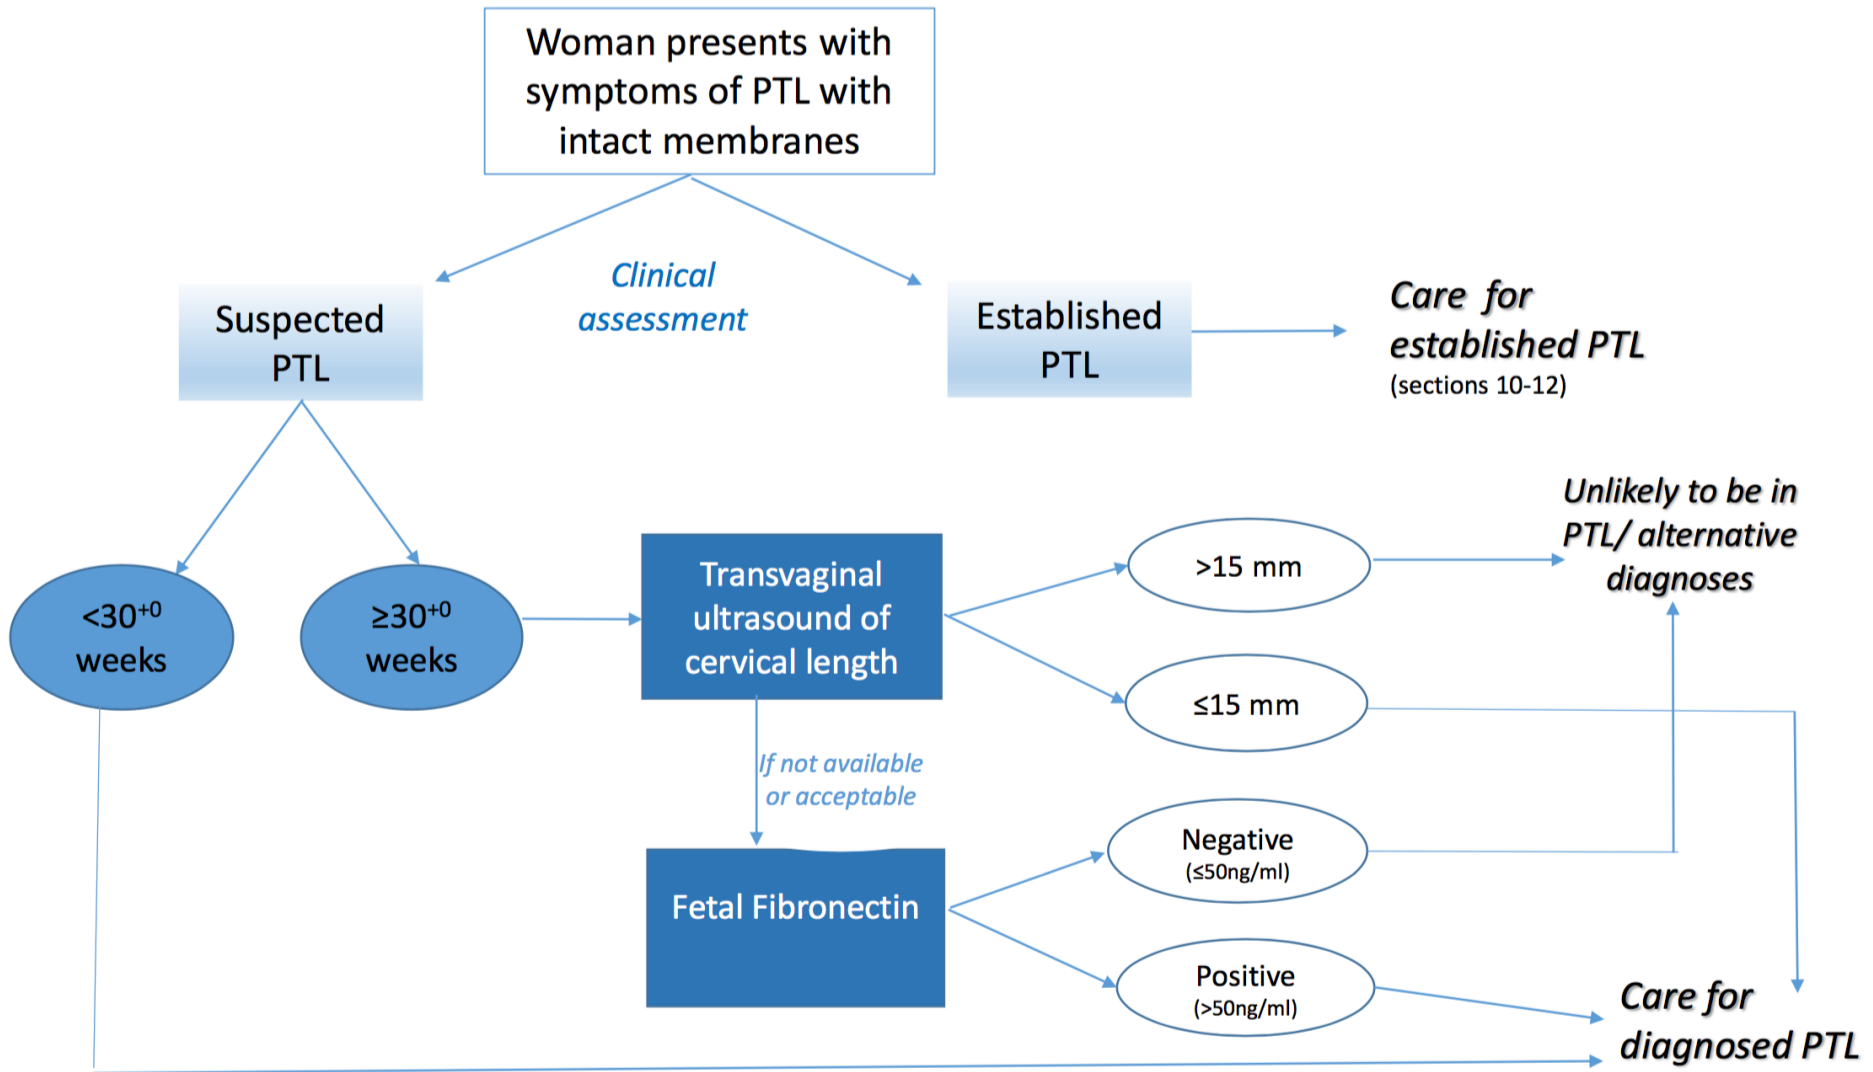 Woman presents with
symptoms of PTL with
intact membranes
Clinical
assessment
Suspected
PTL
Established
PTL
Care for
established PTL
(sections 10-12)
<30+0
weeks
≥30+0
weeks
Transvaginal
ultrasound of
cervical length
>15 mm
≤15 mm
Unlikely to be in
PTL/ alternative
diagnoses
If not available
or acceptable
Fetal Fibronectin
Negative
(≤50ng/ml)
Positive
(>50ng/ml)
Care for
diagnosed PTL